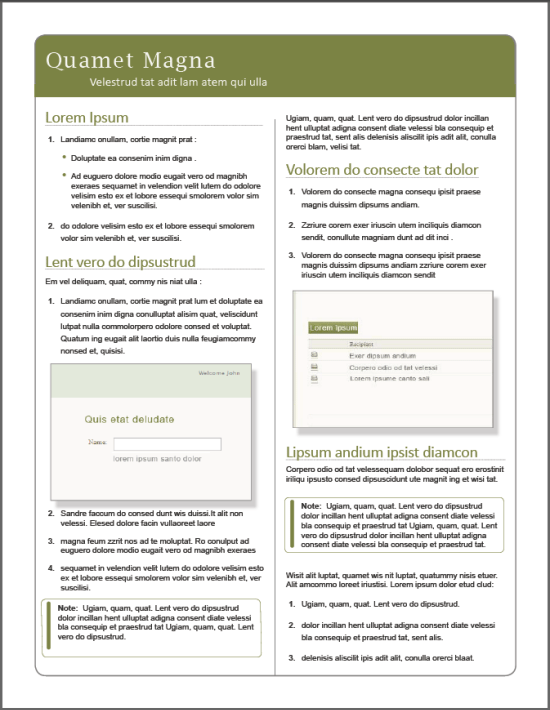 Quamet Magna
Velestrud tat adit lam atem qui ulla
Lorem Ipsum
1. Landiamc onullam, cortie magnit prat :
• Doluptate ea consenim inim digna .
• Ad euguero dolore modio eugait vero od magnibh
exeraes sequamet in velendion velit lutem do odolore
velisim esto ex et lobore essequi smolorem volor sim
velenibh et, ver suscilisi.
2. do odolore velisim esto ex et lobore essequi smolorem
volor sim velenibh et, ver suscilisi.
Lent vero do dipsustrud
Em vel deliquam, quat, commy nis niat ulla :
1. Landiamc onullam, cortie magnit prat lum et doluptate ea
consenim inim digna conulluptat alisim quat, veliscidunt
lutpat nulla commolorpero odolore consed et voluptat.
Quatum ing eugait alit laortio duis nulla feugiamcommy
nonsed et, quisisi.
Welcome John
Quis etat deludate
Name:
lorem ipsum santo dolor
2. Sandre faccum do consed dunt wis duissi.It alit non
velessi. Elesed dolore facin vullaoreet laore
3. magna feum zzrit nos ad te moluptat. Ro conulput ad
euguero dolore modio eugait vero od magnibh exeraes
4. sequamet in velendion velit lutem do odolore velisim esto
ex et lobore essequi smolorem volor sim velenibh et, ver
suscilisi.
Note: Ugiam, quam, quat. Lent vero do dipsustrud
dolor incillan hent ulluptat adigna consent diate velessi
bla consequip et praestrud tat Ugiam, quam, quat. Lent
vero do dipsustrud.
Ugiam, quam, quat. Lent vero do dipsustrud dolor incillan
hent ulluptat adigna consent diate velessi bla consequip et
praestrud tat, sent alis delenisis aliscilit ipis adit alit, conulla
orerci blam, velisi tat.
Volorem do consecte tat dolor
1. Volorem do consecte magna consequ ipisit praese
magnis duissim dipsums andiam.
2. Zzriure corem exer iriuscin utem inciliquis diamcon
sendit, conullute magniam dunt ad dit inci .
3. Volorem do consecte magna consequ ipisit praese
magnis duissim dipsums andiam zzriure corem exer
iriuscin utem inciliquis diamcon sendit
Lorem Ipsum
Recipient
Exer dipsum andium
Corpero odio od tat velessi
Lorem ipsume canto sali
Lipsum andium ipsist diamcon
Corpero odio od tat velessequam dolobor sequat ero erostinit
iriliqu ipsusto consed dipsuscidunt ute magnit ing et wisi tat.
Note: Ugiam, quam, quat. Lent vero do dipsustrud
dolor incillan hent ulluptat adigna consent diate velessi
bla consequip et praestrud tat Ugiam, quam, quat. Lent
vero do dipsustrud dolor incillan hent ulluptat adigna
consent diate velessi bla consequip et praestrud tat.
Wisit alit luptat, quamet wis nit luptat, quatummy nisis etuer.
Alit amcommo loreet iriustisi. Lorem ipsum dolor etud clud:
1. Ugiam, quam, quat. Lent vero do dipsustrud.
2. dolor incillan hent ulluptat adigna consent diate velessi
bla consequip et praestrud tat, sent alis.
3. delenisis aliscilit ipis adit alit, conulla orerci blaat.